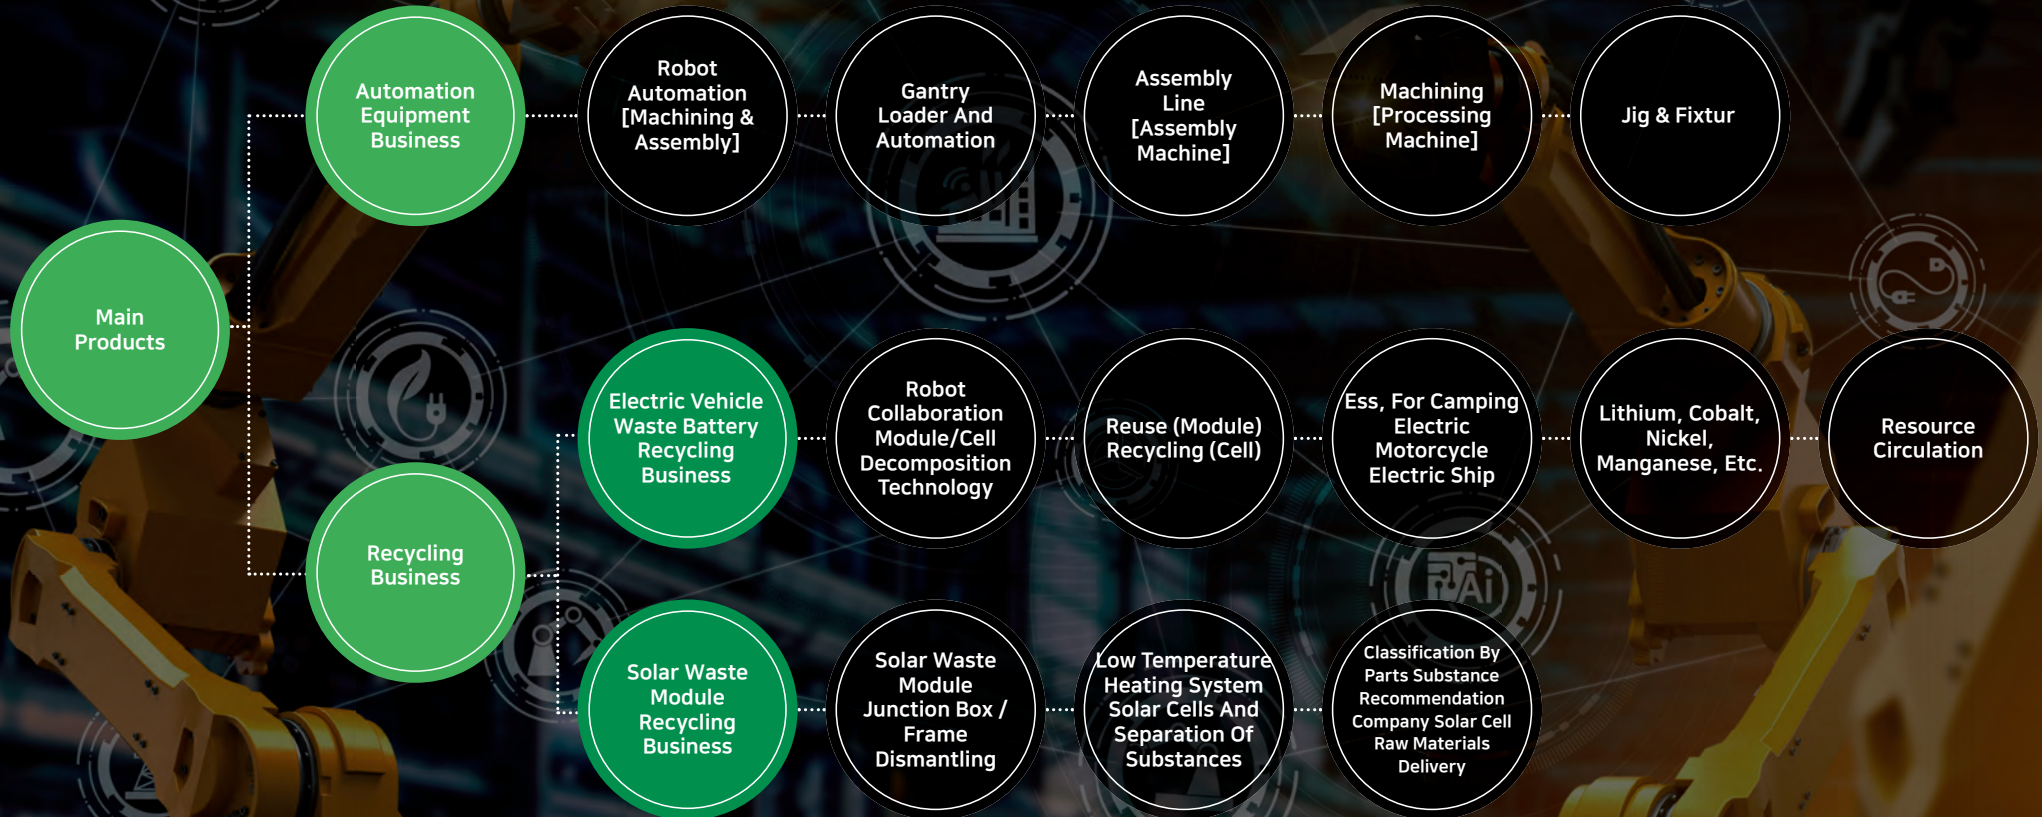 Automation
Equipment
Business
Robot
Automation
[Machining &
Assembly]
Gantry
Loader And
Automation
Assembly
Line
[Assembly
Machine]
Machining
[Processing
Machine]
Jig & Fixtur
Main
Products
Electric Vehicle
Waste Battery
Recycling
Business
Robot
Collaboration
Module/Cell
Decomposition
Technology
Reuse (Module)
Recycling (Cell)
Ess, For Camping
Electric
Motorcycle
Electric Ship
Lithium, Cobalt,
Nickel,
Manganese, Etc.
Resource
Circulation
Recycling
Business
Ai
Solar Waste
Module
Recycling
Business
Solar Waste
Module
Junction Box /
Frame
Dismantling
Low Temperature
Heating System
Solar Cells And
Separation Of
Substances
Classification By
Parts Substance
Recommendation
Company Solar Cell
Raw Materials
Delivery